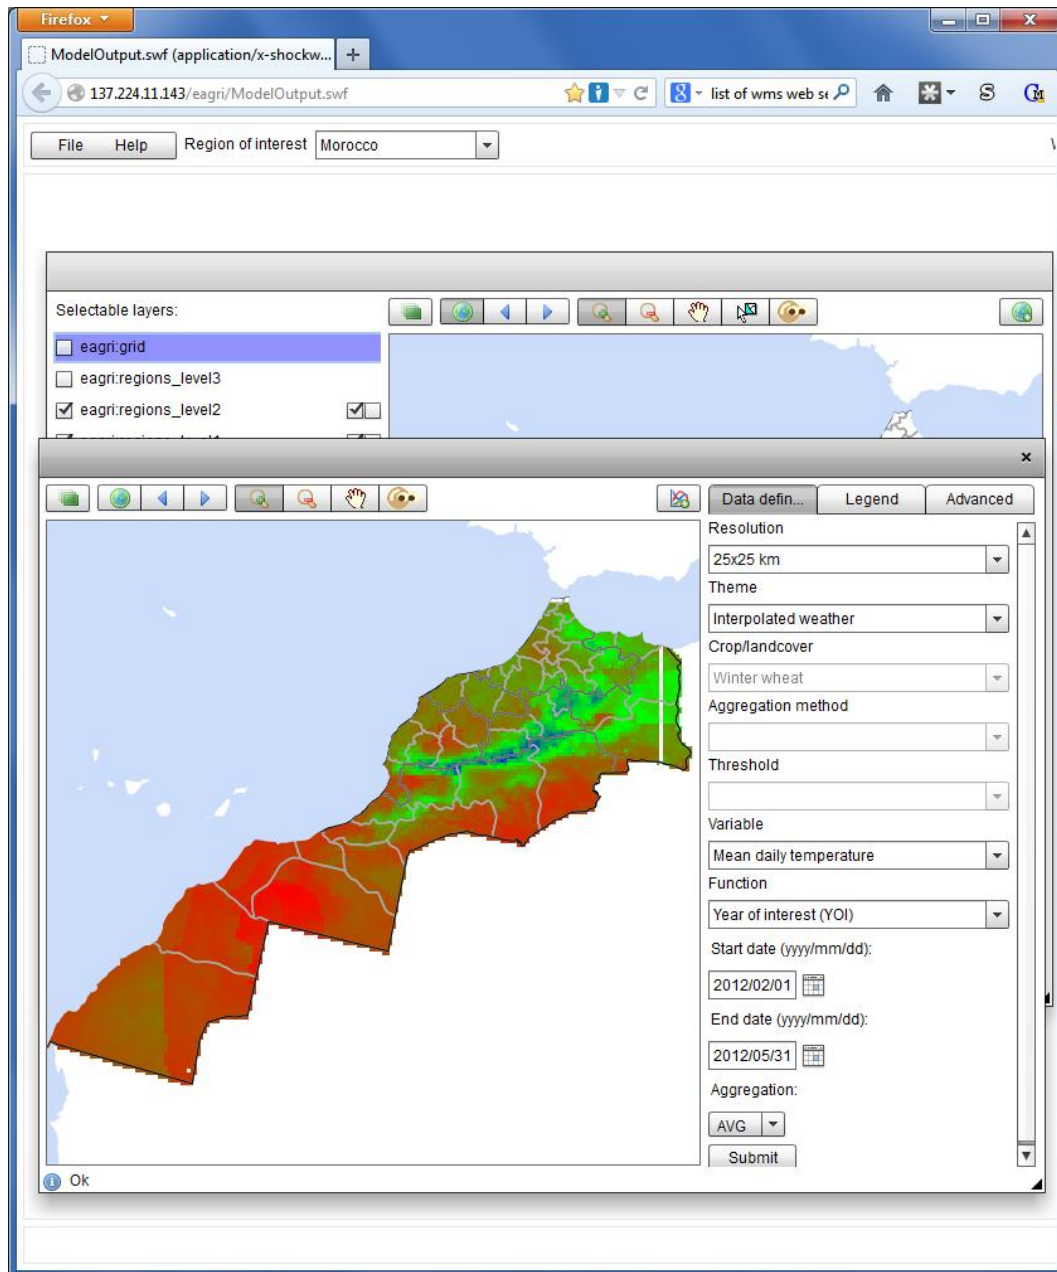 Firefox
ModelOutput.swf (application/x-shockw...
137.224.11.143/eagri/ModelOutput.swf
list of wms web se
File Help Region of interest Morocco
Selectable layers:
eagri:grid
eagri:regions_level3
eagri:regions_level2
Data defin... Legend Advanced
Resolution
25x25 km
Theme
Interpolated weather
Crop/landcover
Winter wheat
Aggregation method
Threshold
Variable
Mean daily temperature
Function
Year of interest (YOI)
Start date (yyyy/mm/dd):
2012/02/01
End date (yyyy/mm/dd):
2012/05/31
Aggregation:
AVG
Submit
Ok